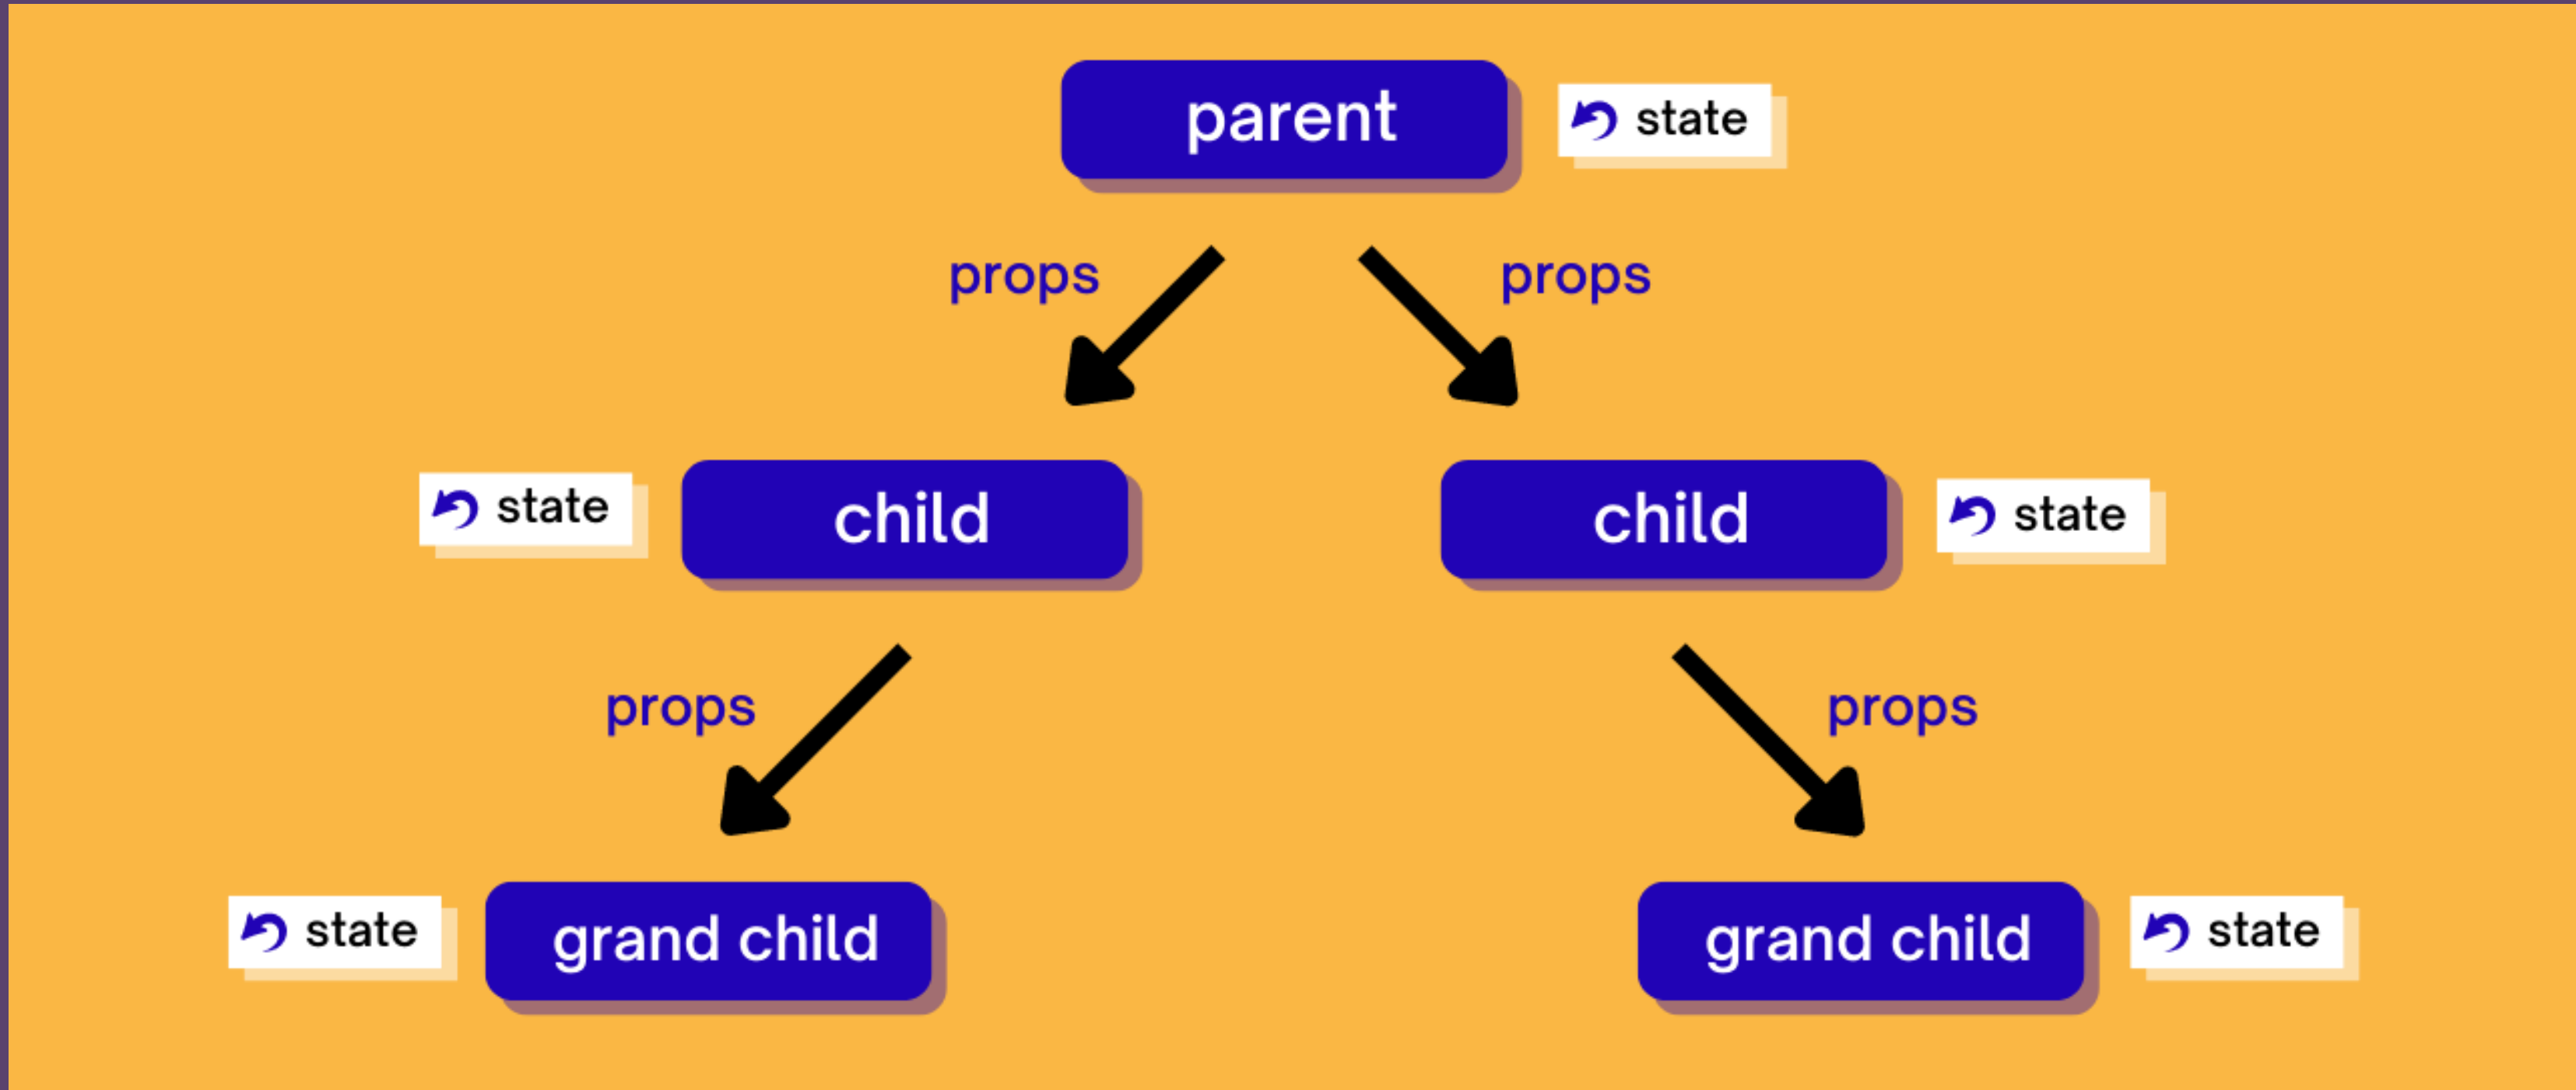 parent
state
props
props
state
child
child
state
props
props
state
grand child
grand child
state